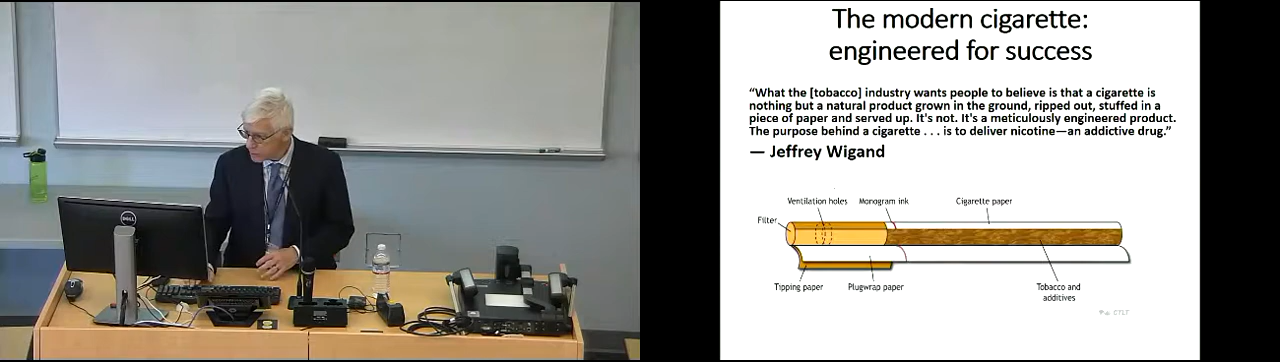 DELL
The modern cigarette:
engineered for success
“What the [tobacco] industry wants people to believe is that a cigarette is
nothing but a natural product grown in the ground, ripped out, stuffed in a
piece of paper and served up. It's not. It's a meticulously engineered product.
The purpose behind a cigarette . . . is to deliver nicotine—an addictive drug.”
— Jeffrey Wigand
Ventilation holes
Monogram ink
Cigarette paper
Filter
Tipping paper
Plugwrap paper
Tobacco and
additives
CTLT